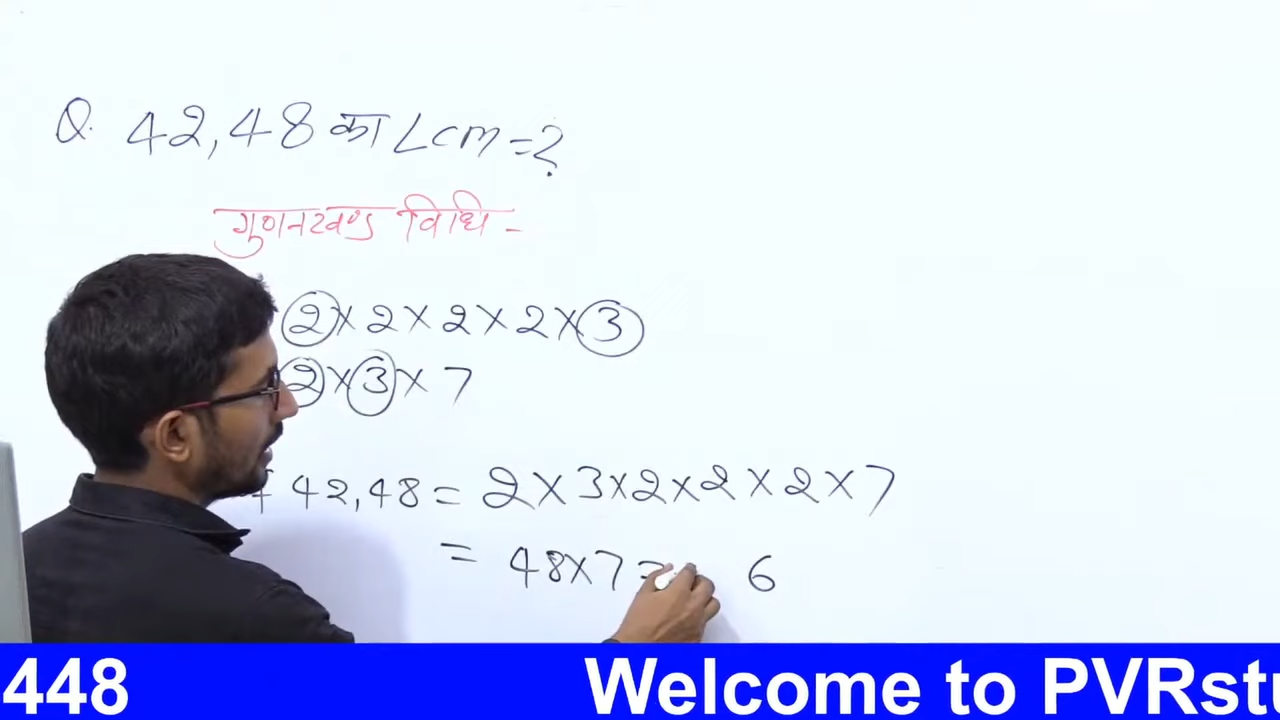 Q. 42,48 का LCM=?
गुणनखण्ड विधि -
2×2×2×2×3
2×3×7
f 42,48 = 2×3×2×2×2×7
= 48×7= 6
448 Welcome to PVRstu